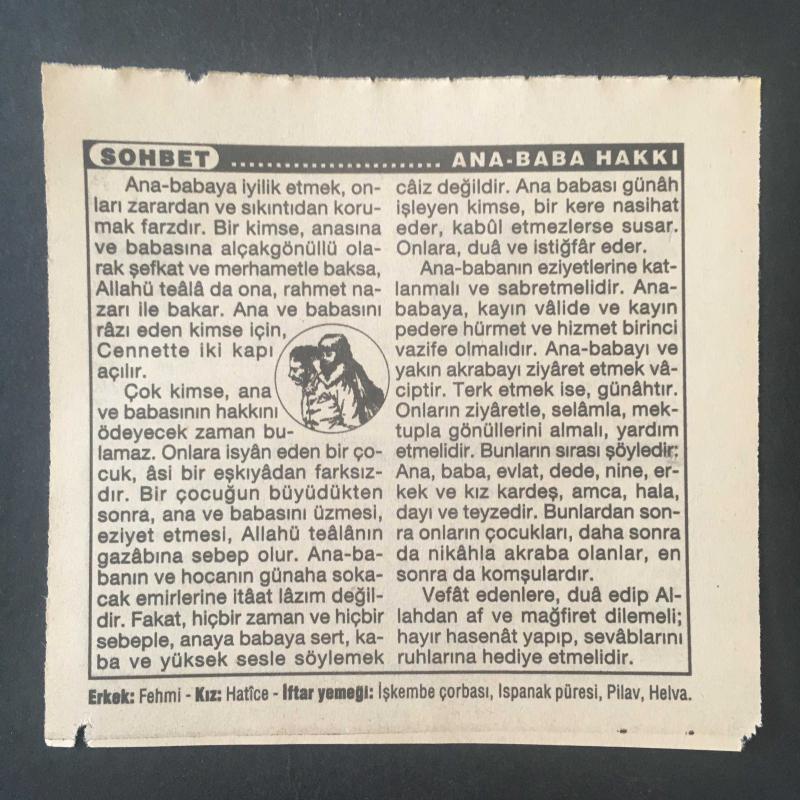 SOHBET ........................ ANA-BABA HAKKI
Ana-babaya iyilik etmek, on-
ları zarardan ve sıkıntıdan koru-
mak farzdır. Bir kimse, anasına
ve babasına alçakgönüllü ola-
rak şefkat ve merhametle baksa,
Allahü teâlâ da ona, rahmet na-
zarı ile bakar. Ana ve babasını
râzı eden kimse için,
Cennette iki kapı
açılır.
Çok kimse, ana
ve babasının hakkını
ödeyecek zaman bu-
lamaz. Onlara isyân eden bir ço-
cuk, âsi bir eşkıyâdan farksız-
dır. Bir çocuğun büyüdükten
sonra, ana ve babasını üzmesi,
eziyet etmesi, Allahü teâlânın
gazâbına sebep olur. Ana-ba-
banın ve hocanın günaha soka-
cak emirlerine itâat lâzım değil-
dir. Fakat, hiçbir zaman ve hiçbir
sebeple, anaya babaya sert, ka-
ba ve yüksek sesle söylemek
câiz değildir. Ana babası günâh
işleyen kimse, bir kere nasihat
eder, kabûl etmezlerse susar.
Onlara, duâ ve istiğfâr eder.
Ana-babanın eziyetlerine kat-
lanmalı ve sabretmelidir. Ana-
babaya, kayın vâlide ve kayın
pedere hürmet ve hizmet birinci
vazife olmalıdır. Ana-babayı ve
yakın akrabayı ziyâret etmek vâ-
ciptir. Terk etmek ise, günâhtır.
Onların ziyâretle, selâmla, mek-
tupla gönüllerini almalı, yardım
etmelidir. Bunların sırası şöyledir:
Ana, baba, evlat, dede, nine, er-
kek ve kız kardeş, amca, hala,
dayı ve teyzedir. Bunlardan son-
ra onların çocukları, daha sonra
da nikâhla akraba olanlar, en
sonra da komşulardır.
Vefât edenlere, duâ edip Al-
lahdan af ve mağfiret dilemeli;
hayır hasenât yapıp, sevâblarını
ruhlarına hediye etmelidir.
Erkek: Fehmi - Kız: Hatîce - İftar yemeği: İşkembe çorbası, Ispanak püresi, Pilav, Helva.